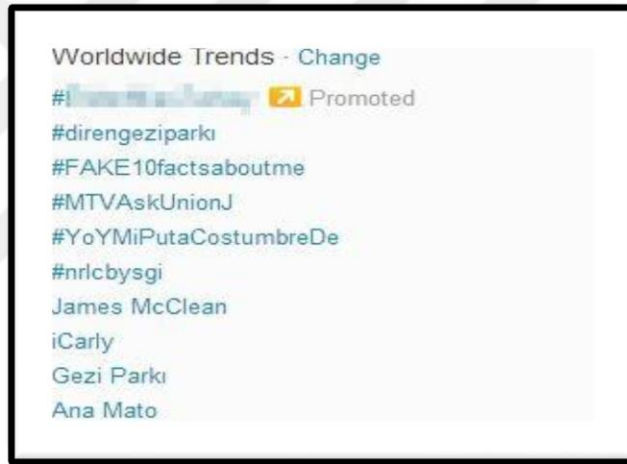 Worldwide Trends · Change
# Promoted
#direngeziparkı
#FAKE10factsaboutme
#MTVAskUnionJ
#YoYMiPutaCostumbreDe
#nrlcbysgi
James McClean
iCarly
Gezi Parkı
Ana Mato